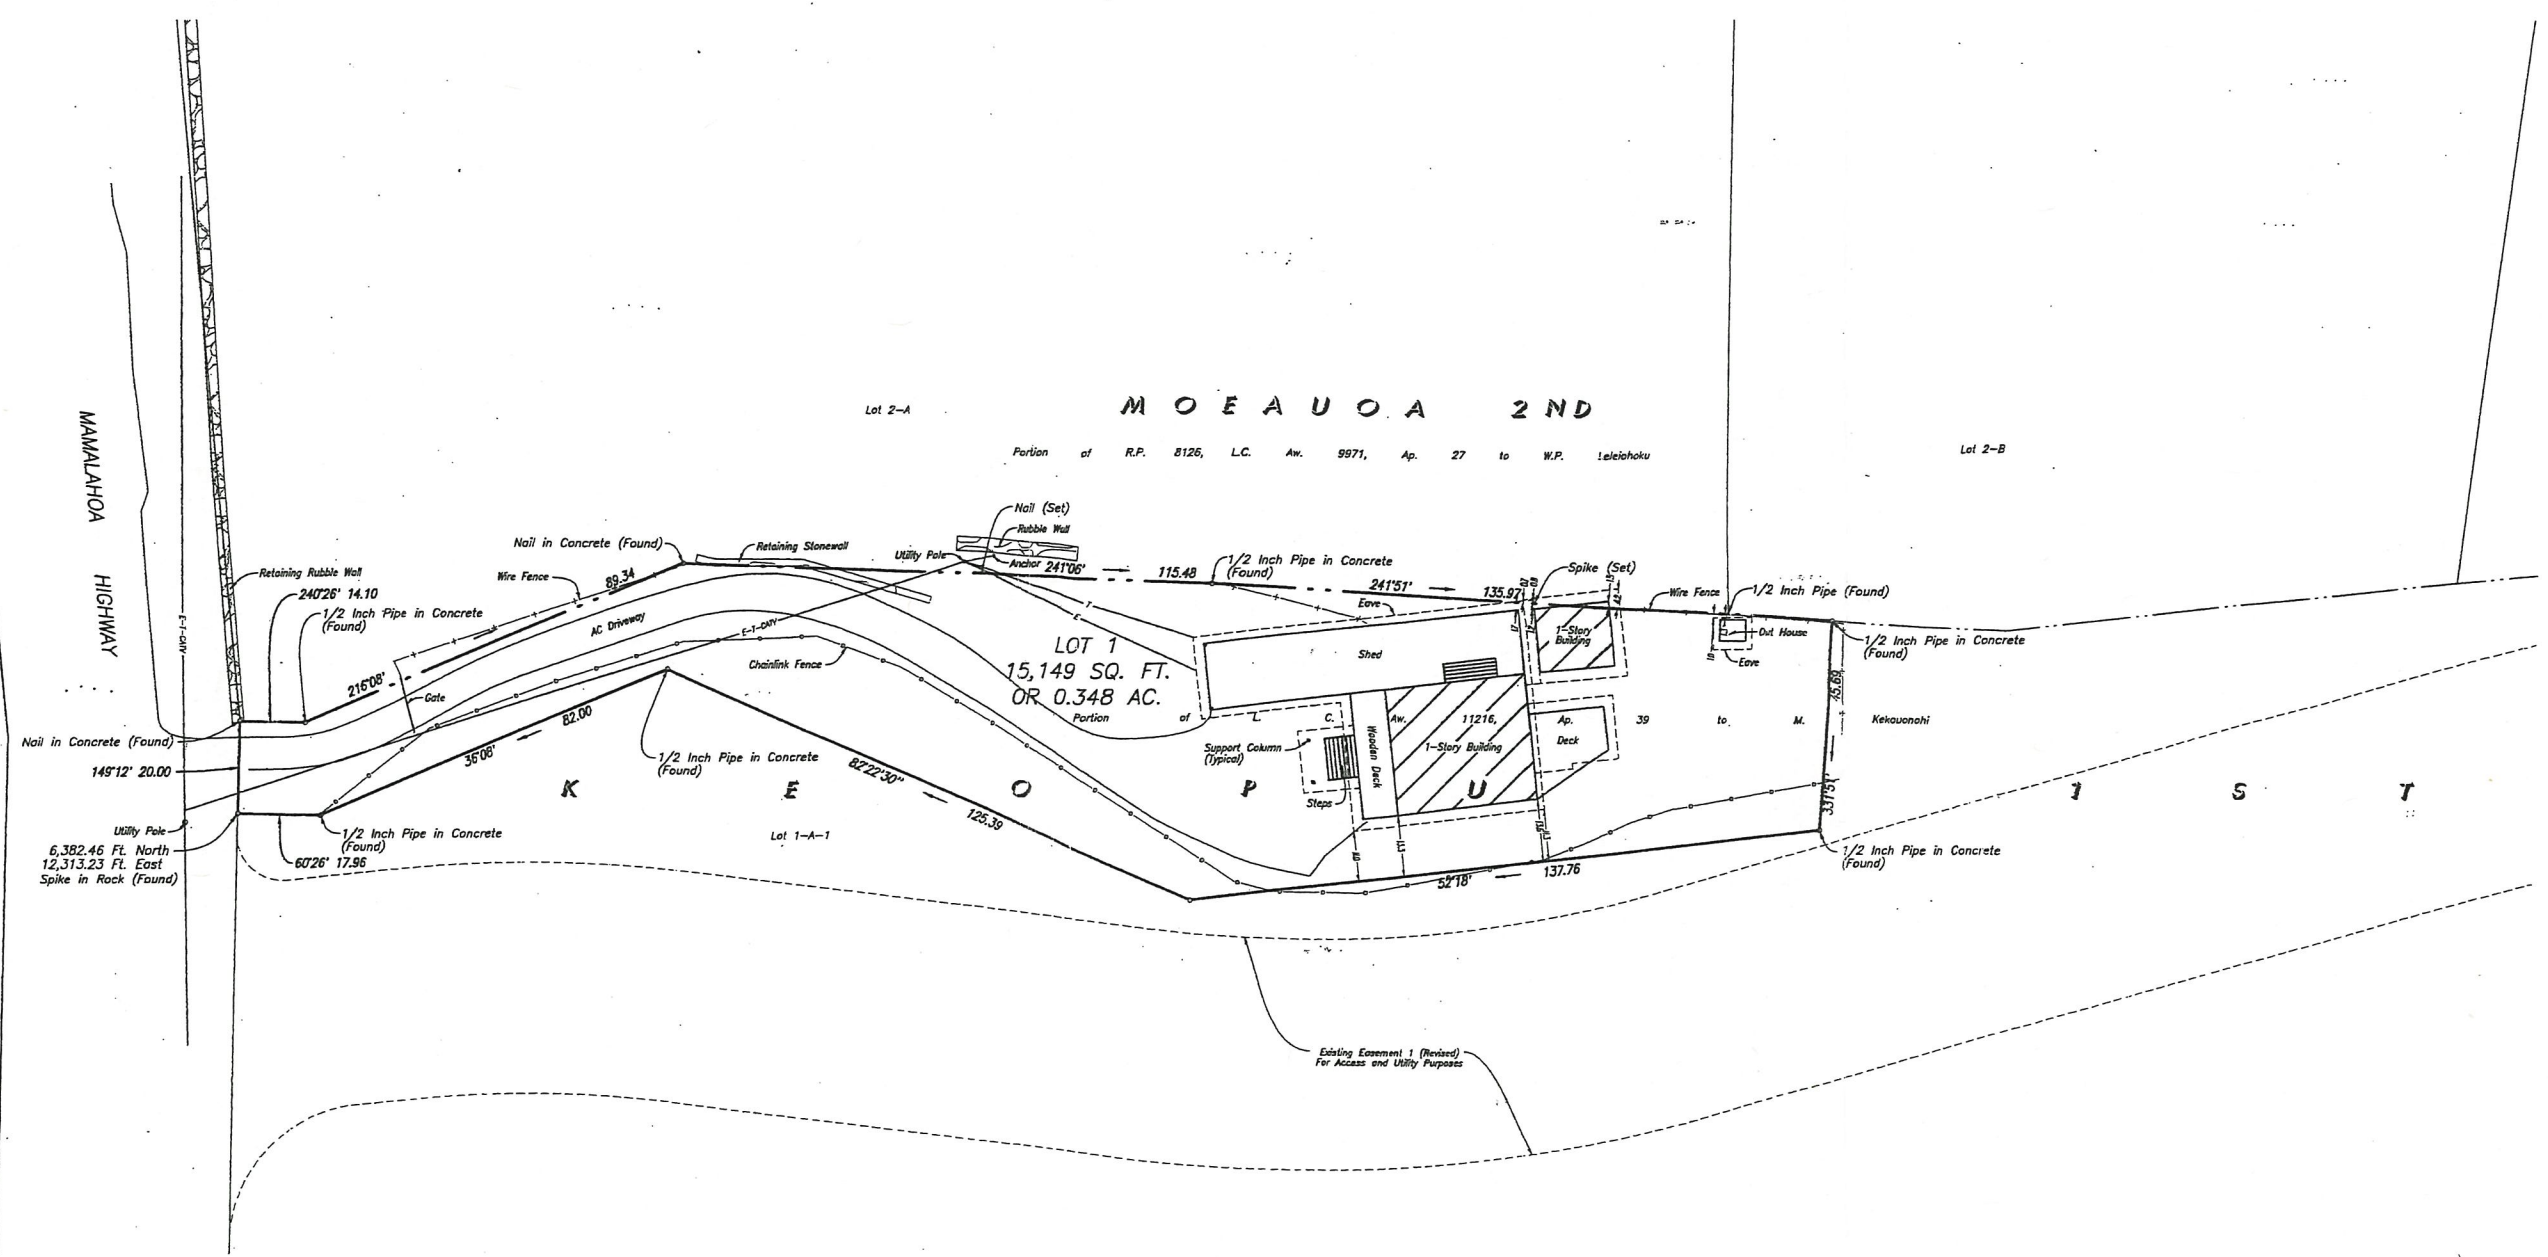 MOEAUOA 2ND
Lot 2-A
Portion of R.P. 8126, L.C. Aw. 9971, Ap. 27 to W.P. Leleiohoku
Lot 2-B
MAMALAHOA HIGHWAY
E-T-CATV
Nail (Set)
Rubble Wall
Nail in Concrete (Found)
Retaining Stonewall
Utility Pole
Anchor
241°06'
115.48
1/2 Inch Pipe in Concrete
(Found)
241°51'
135.97
Spike (Set)
Wire Fence
1/2 Inch Pipe (Found)
Retaining Rubble Wall
240°26' 14.10
1/2 Inch Pipe in Concrete
(Found)
Wire Fence
89.34
216°08'
AC Driveway
E-T-CATV
T
E
Eave
Gate
Chainlink Fence
LOT 1
15,149 SQ. FT.
OR 0.348 AC.
Shed
1-Story
Building
Out House
Eave
1/2 Inch Pipe in Concrete
(Found)
45.69
331°51'
Portion of L. C. Aw. 11216, Ap. 39 to M. Kekauonohi
Nail in Concrete (Found)
149°12' 20.00
36°08'
82.00
1/2 Inch Pipe in Concrete
(Found)
82°22'30"
125.39
Support Column
(Typical)
Steps
Wooden Deck
1-Story Building
Deck
KEOPU 1ST
Lot 1-A-1
Utility Pole
6,382.46 Ft. North
12,313.23 Ft. East
Spike in Rock (Found)
1/2 Inch Pipe in Concrete
(Found)
60°26' 17.96
52°18'
137.76
1/2 Inch Pipe in Concrete
(Found)
Existing Easement 1 (Revised)
For Access and Utility Purposes